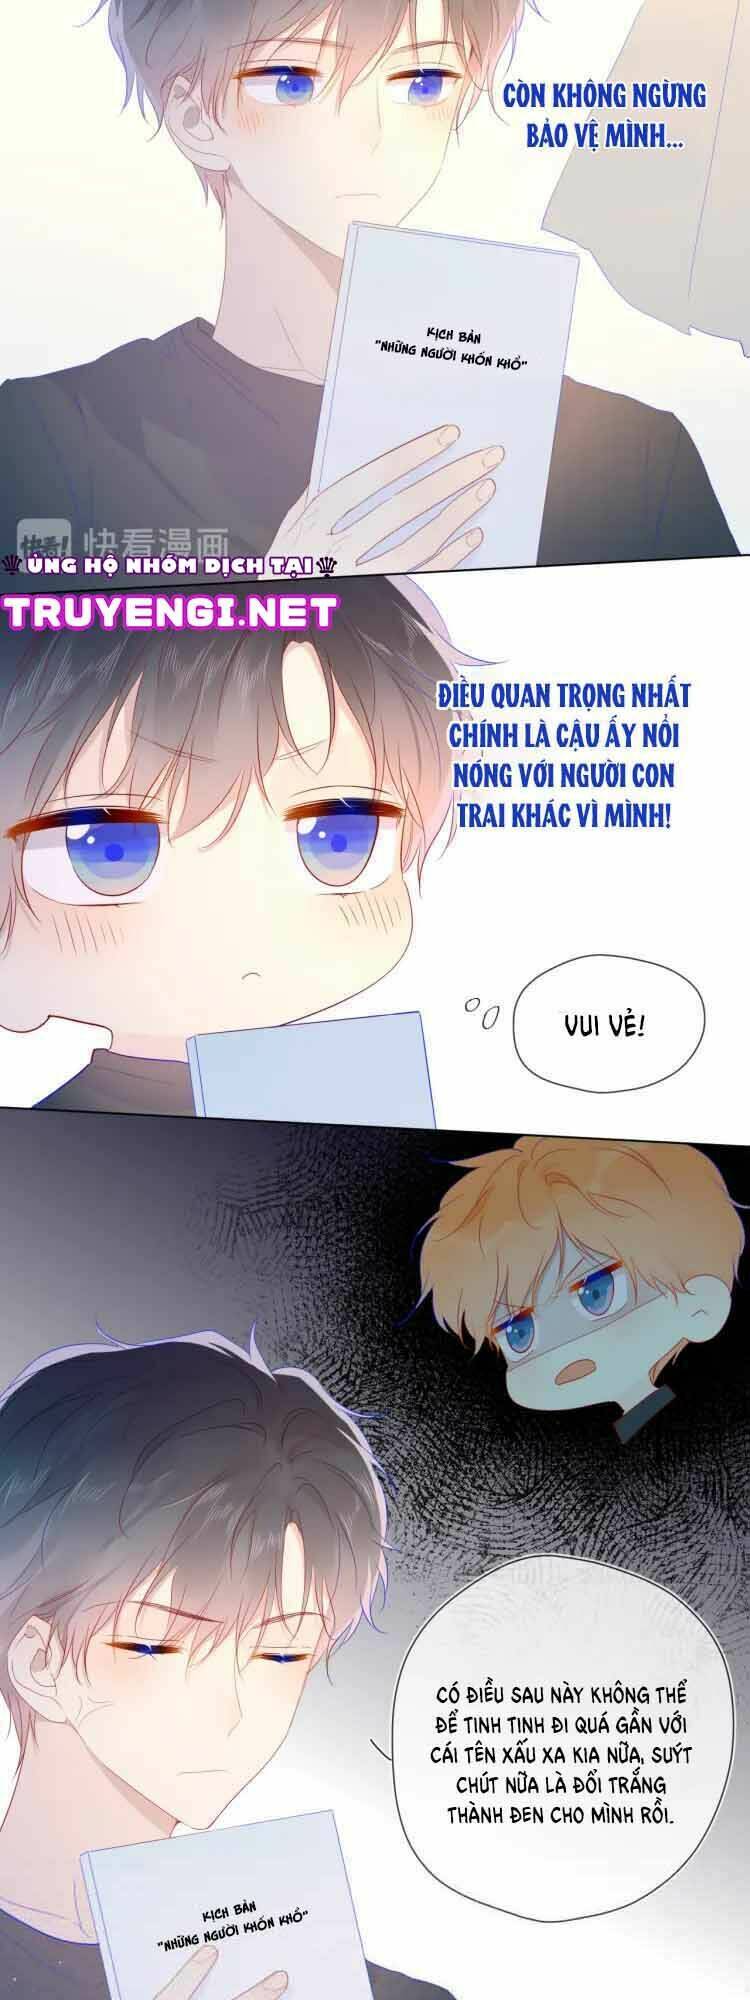 CÒN KHÔNG NGỪNG
BẢO VỆ MÌNH...
KỊCH BẢN
"NHỮNG NGƯỜI KHỐN KHỔ"
快看! 快看漫画
ỦNG HỘ NHÓM DỊCH TẠI
TRUYENGI.NET
ĐIỀU QUAN TRỌNG NHẤT
CHÍNH LÀ CẬU ẤY NỔI
NÓNG VỚI NGƯỜI CON
TRAI KHÁC VÌ MÌNH!
VUI VẺ!
CÓ ĐIỀU SAU NÀY KHÔNG THỂ
ĐỂ TINH TINH ĐI QUÁ GẦN VỚI
CÁI TÊN XẤU XA KIA NỮA, SUÝT
CHÚT NỮA LÀ ĐỔI TRẮNG
THÀNH ĐEN CHO MÌNH RỒI.
KỊCH BẢN
"NHỮNG NGƯỜI KHỐN KHỔ"